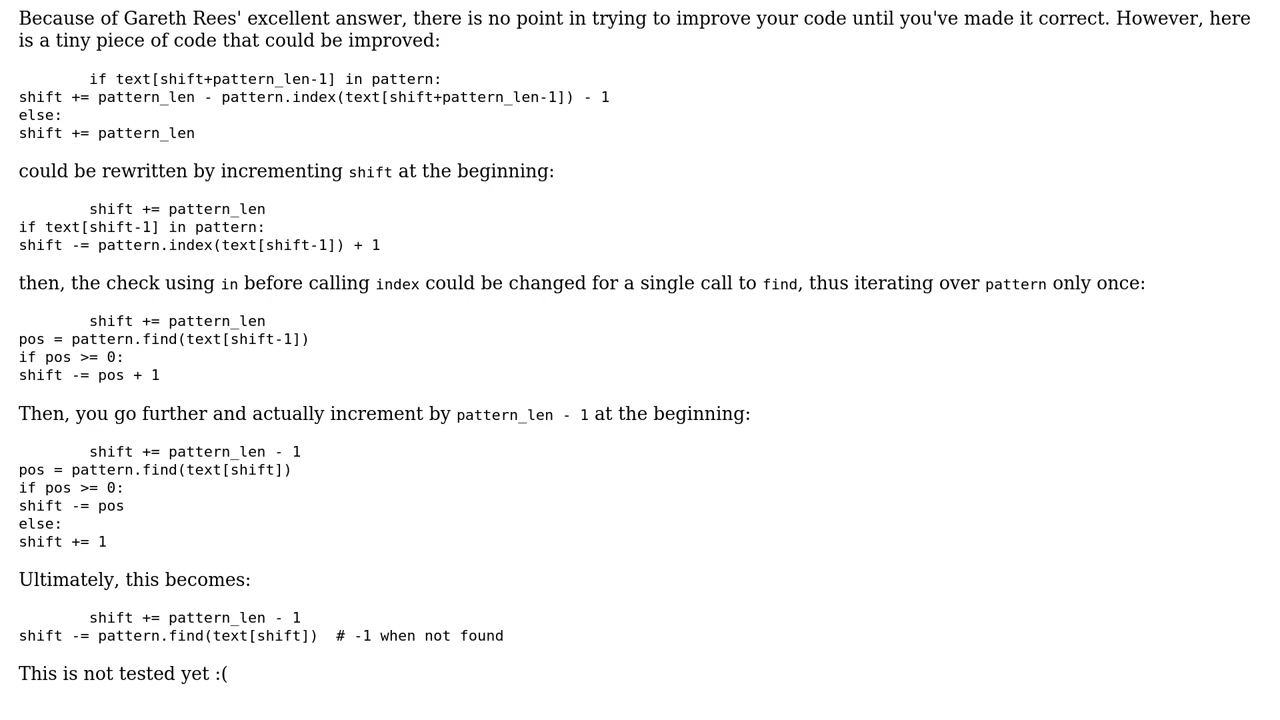 Because of Gareth Rees' excellent answer, there is no point in trying to improve your code until you've made it correct. However, here
is a tiny piece of code that could be improved:
        if text[shift+pattern_len-1] in pattern:
shift += pattern_len - pattern.index(text[shift+pattern_len-1]) - 1
else:
shift += pattern_len
could be rewritten by incrementing shift at the beginning:
        shift += pattern_len
if text[shift-1] in pattern:
shift -= pattern.index(text[shift-1]) + 1
then, the check using in before calling index could be changed for a single call to find, thus iterating over pattern only once:
        shift += pattern_len
pos = pattern.find(text[shift-1])
if pos >= 0:
shift -= pos + 1
Then, you go further and actually increment by pattern_len - 1 at the beginning:
        shift += pattern_len - 1
pos = pattern.find(text[shift])
if pos >= 0:
shift -= pos
else:
shift += 1
Ultimately, this becomes:
        shift += pattern_len - 1
shift -= pattern.find(text[shift])  # -1 when not found
This is not tested yet :(